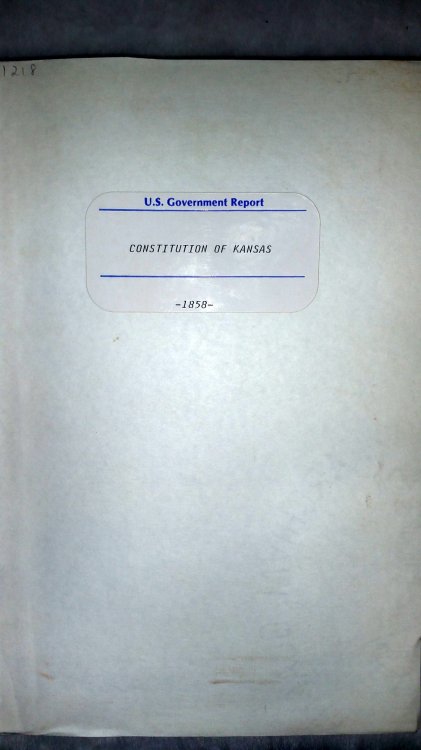 1218
U.S. Government Report
CONSTITUTION OF KANSAS
-1858-